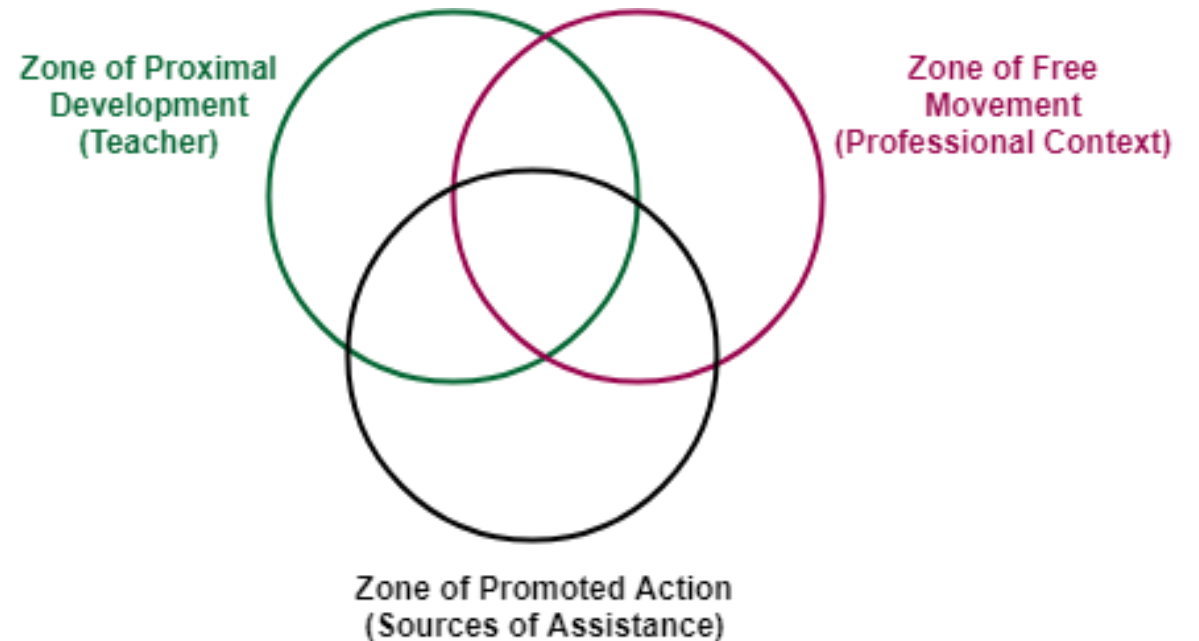 Zone of Proximal
Development
(Teacher)
Zone of Free
Movement
(Professional Context)
Zone of Promoted Action
(Sources of Assistance)